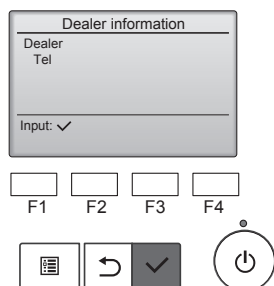 Dealer information
Dealer
Tel
Input: ✓
F1 F2 F3 F4